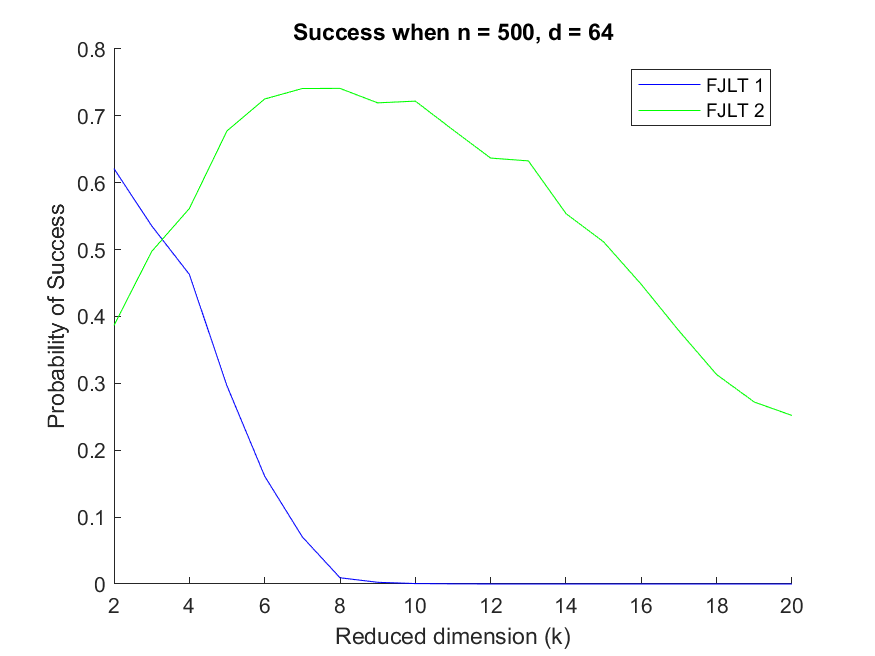 Success when n = 500, d = 64
FJLT 1
FJLT 2
Probability of Success
0.8
0.7
0.6
0.5
0.4
0.3
0.2
0.1
0
2 4 6 8 10 12 14 16 18 20
Reduced dimension (k)